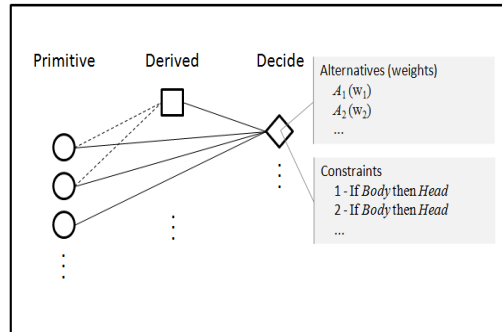 Primitive Derived Decide
Alternatives (weights)
A₁(w₁)
A₂(w₂)
...
Constraints
1 - If Body then Head
2 - If Body then Head
...